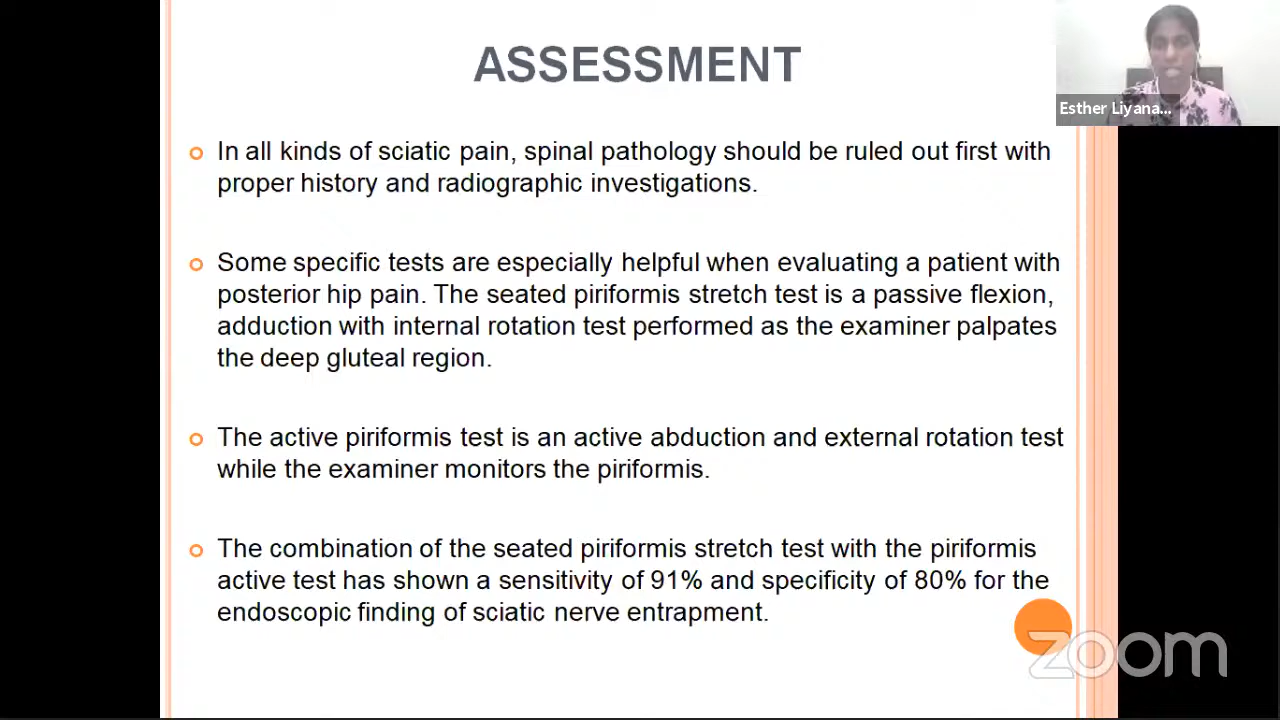 ASSESSMENT
Esther Liyana...
In all kinds of sciatic pain, spinal pathology should be ruled out first with
proper history and radiographic investigations.
Some specific tests are especially helpful when evaluating a patient with
posterior hip pain. The seated piriformis stretch test is a passive flexion,
adduction with internal rotation test performed as the examiner palpates
the deep gluteal region.
The active piriformis test is an active abduction and external rotation test
while the examiner monitors the piriformis.
The combination of the seated piriformis stretch test with the piriformis
active test has shown a sensitivity of 91% and specificity of 80% for the
endoscopic finding of sciatic nerve entrapment.
zoom